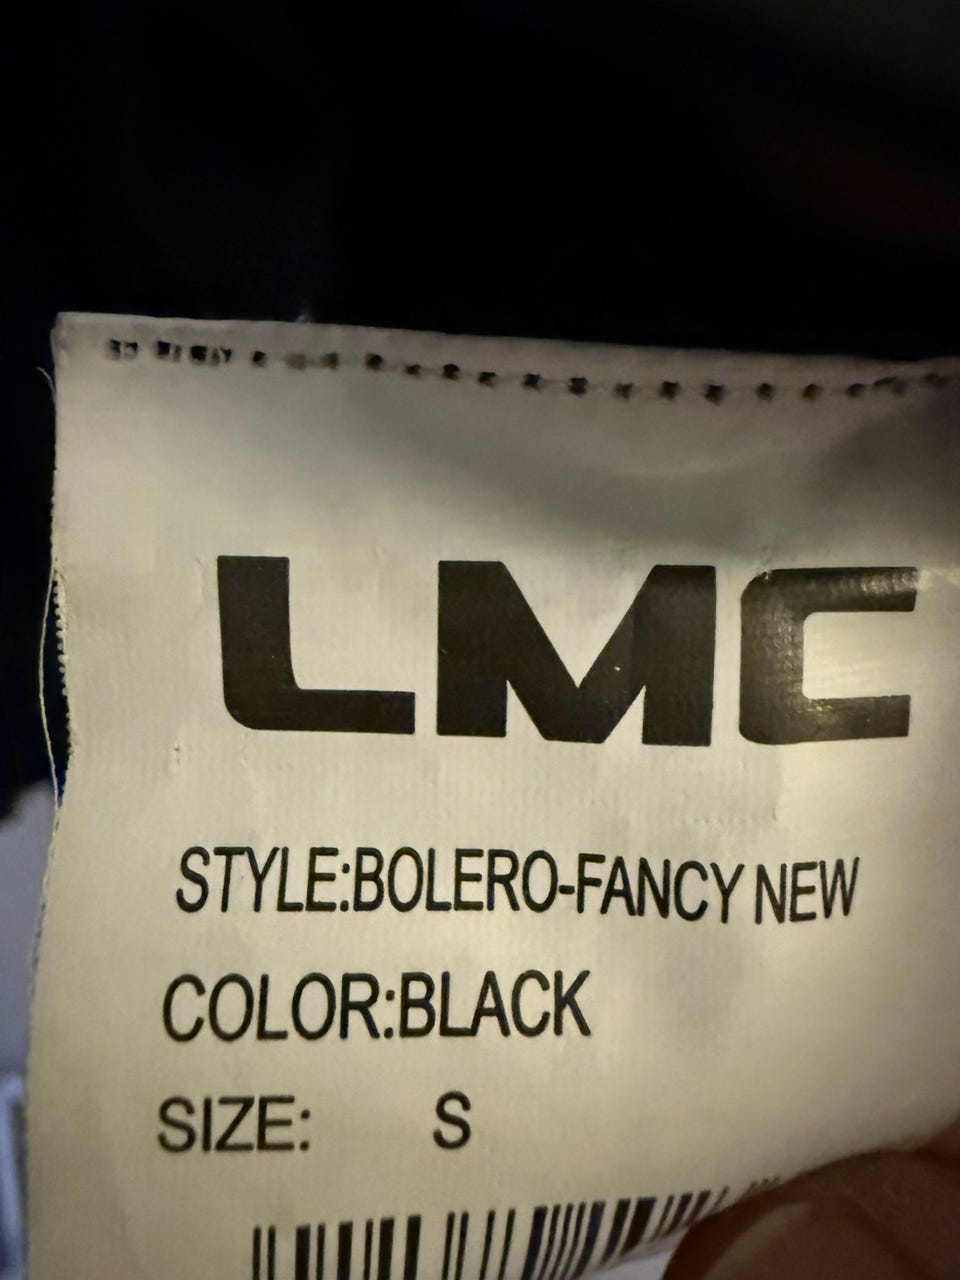 LMC
STYLE:BOLERO-FANCY NEW
COLOR:BLACK
SIZE: S